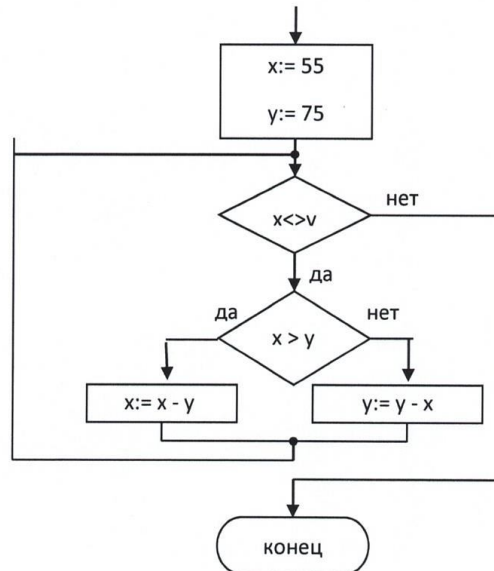 x:= 55
y:= 75
x<>v
нет
да
да
x > y
нет
x:= x - y
y:= y - x
конец